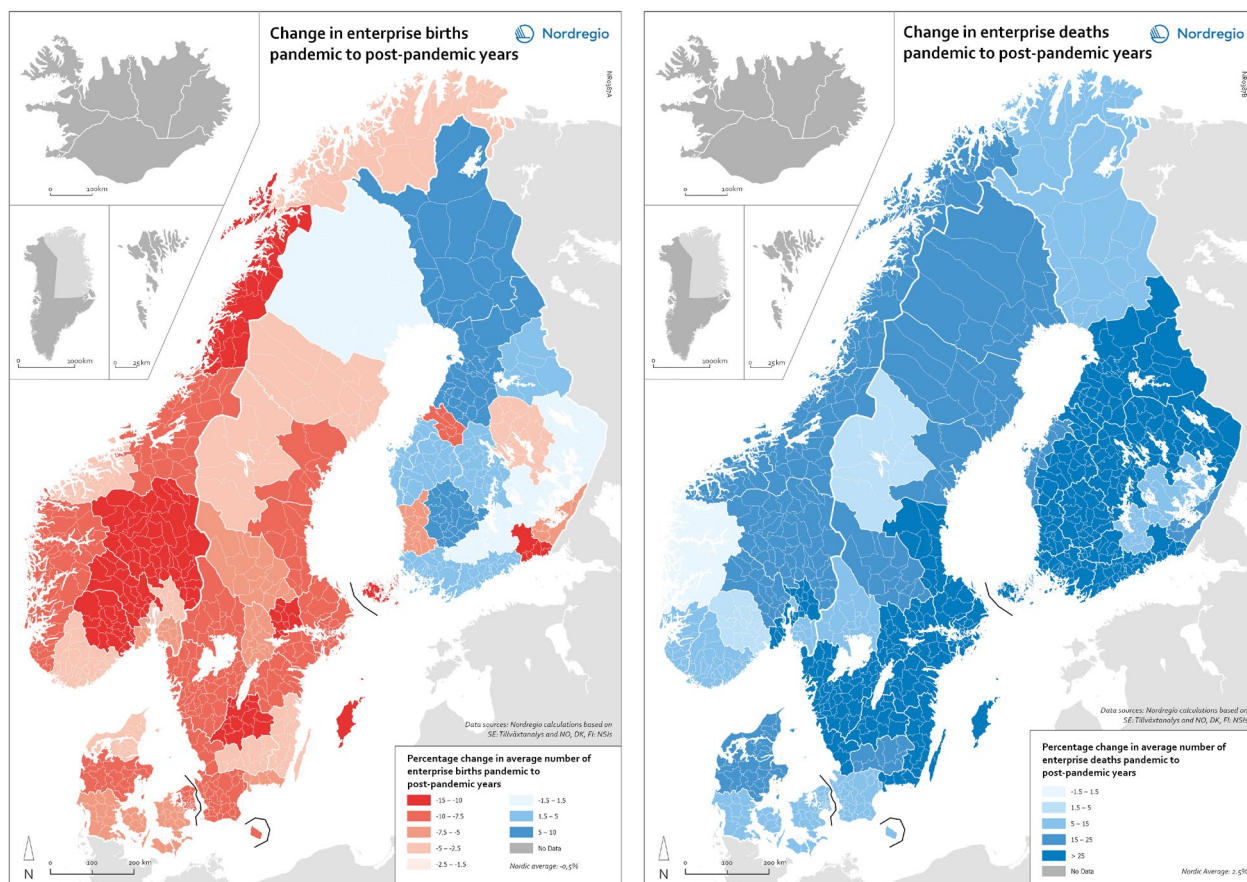 Change in enterprise births
pandemic to post-pandemic years
Nordregio
NR0387A
0 100km
0 1000km
0 25km
Data sources: Nordregio calculations based on
SE: Tillväxtanalys and NO, DK, FI: NSIs
Percentage change in average number of
enterprise births pandemic to
post-pandemic years
-15 – -10
-10 – -7.5
-7.5 – -5
-5 – -2.5
-2.5 – -1.5
-1.5 – 1.5
1.5 – 5
5 – 10
No Data
Nordic average: -0,5%
N
0 100 200 km
Change in enterprise deaths
pandemic to post-pandemic years
Nordregio
NR0387B
0 100km
0 1000km
0 25km
Data sources: Nordregio calculations based on
SE: Tillväxtanalys and NO, DK, FI: NSIs
Percentage change in average number of
enterprise deaths pandemic to
post-pandemic years
-1.5 – 1.5
1.5 – 5
5 – 15
15 – 25
> 25
No Data
Nordic Average: 2.5%
N
0 100 200 km